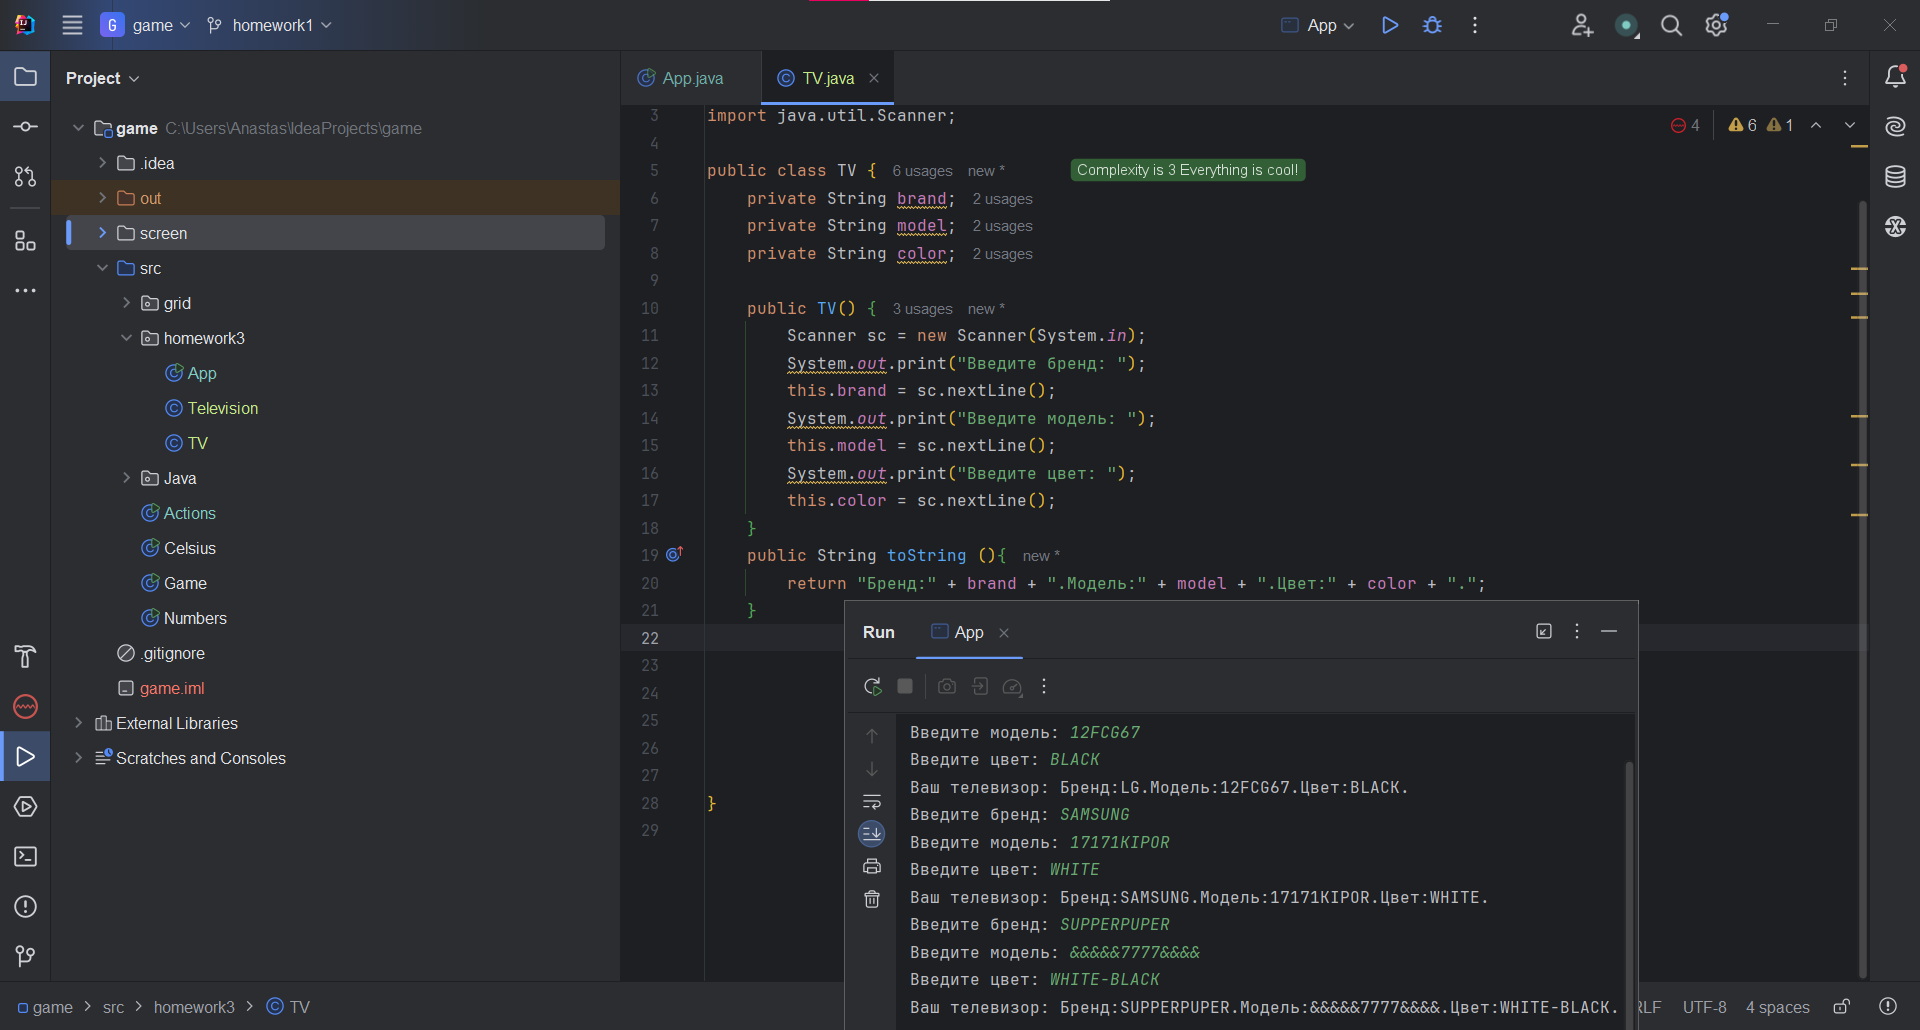 G game homework1 App
Project
App.java TV.java
game C:\Users\Anastas\IdeaProjects\game
.idea
out
screen
src
grid
homework3
App
Television
TV
Java
Actions
Celsius
Game
Numbers
.gitignore
game.iml
External Libraries
Scratches and Consoles
4 6 1
3 import java.util.Scanner;
4
5 public class TV { 6 usages new * Complexity is 3 Everything is cool!
6 private String brand; 2 usages
7 private String model; 2 usages
8 private String color; 2 usages
9
10 public TV() { 3 usages new *
11 Scanner sc = new Scanner(System.in);
12 System.out.print("Введите бренд: ");
13 this.brand = sc.nextLine();
14 System.out.print("Введите модель: ");
15 this.model = sc.nextLine();
16 System.out.print("Введите цвет: ");
17 this.color = sc.nextLine();
18 }
19 public String toString (){ new *
20 return "Бренд:" + brand + ".Модель:" + model + ".Цвет:" + color + ".";
21 }
22
23
24
25
26
27
28 }
29
Run App
Введите модель: 12FCG67
Введите цвет: BLACK
Ваш телевизор: Бренд:LG.Модель:12FCG67.Цвет:BLACK.
Введите бренд: SAMSUNG
Введите модель: 17171KIPOR
Введите цвет: WHITE
Ваш телевизор: Бренд:SAMSUNG.Модель:17171KIPOR.Цвет:WHITE.
Введите бренд: SUPPERPUPER
Введите модель: &&&&&7777&&&&
Введите цвет: WHITE-BLACK
Ваш телевизор: Бренд:SUPPERPUPER.Модель:&&&&&7777&&&&.Цвет:WHITE-BLACK.
game src homework3 TV RLF UTF-8 4 spaces